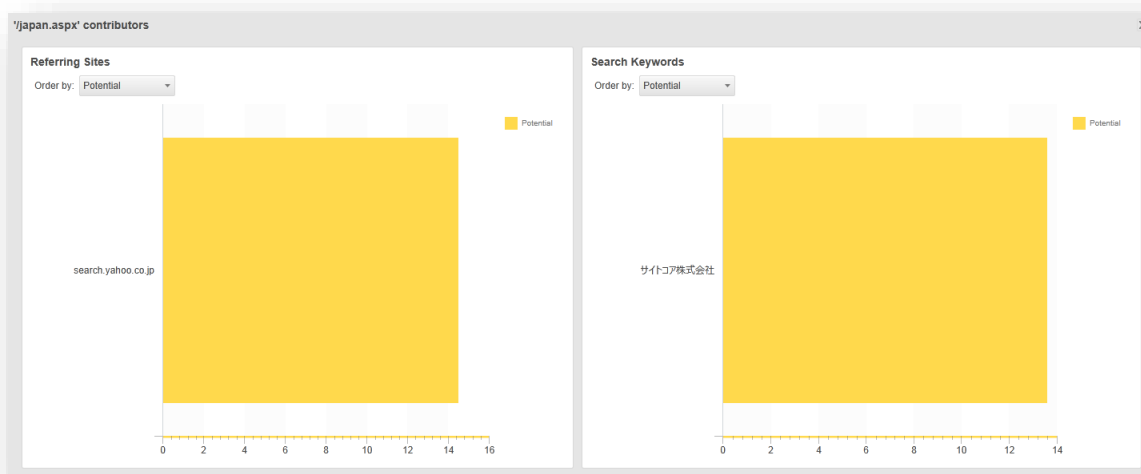 '/japan.aspx' contributors
Referring Sites
Order by: Potential
Potential
search.yahoo.co.jp
0 2 4 6 8 10 12 14 16
Search Keywords
Order by: Potential
Potential
サイトコア株式会社
0 2 4 6 8 10 12 14